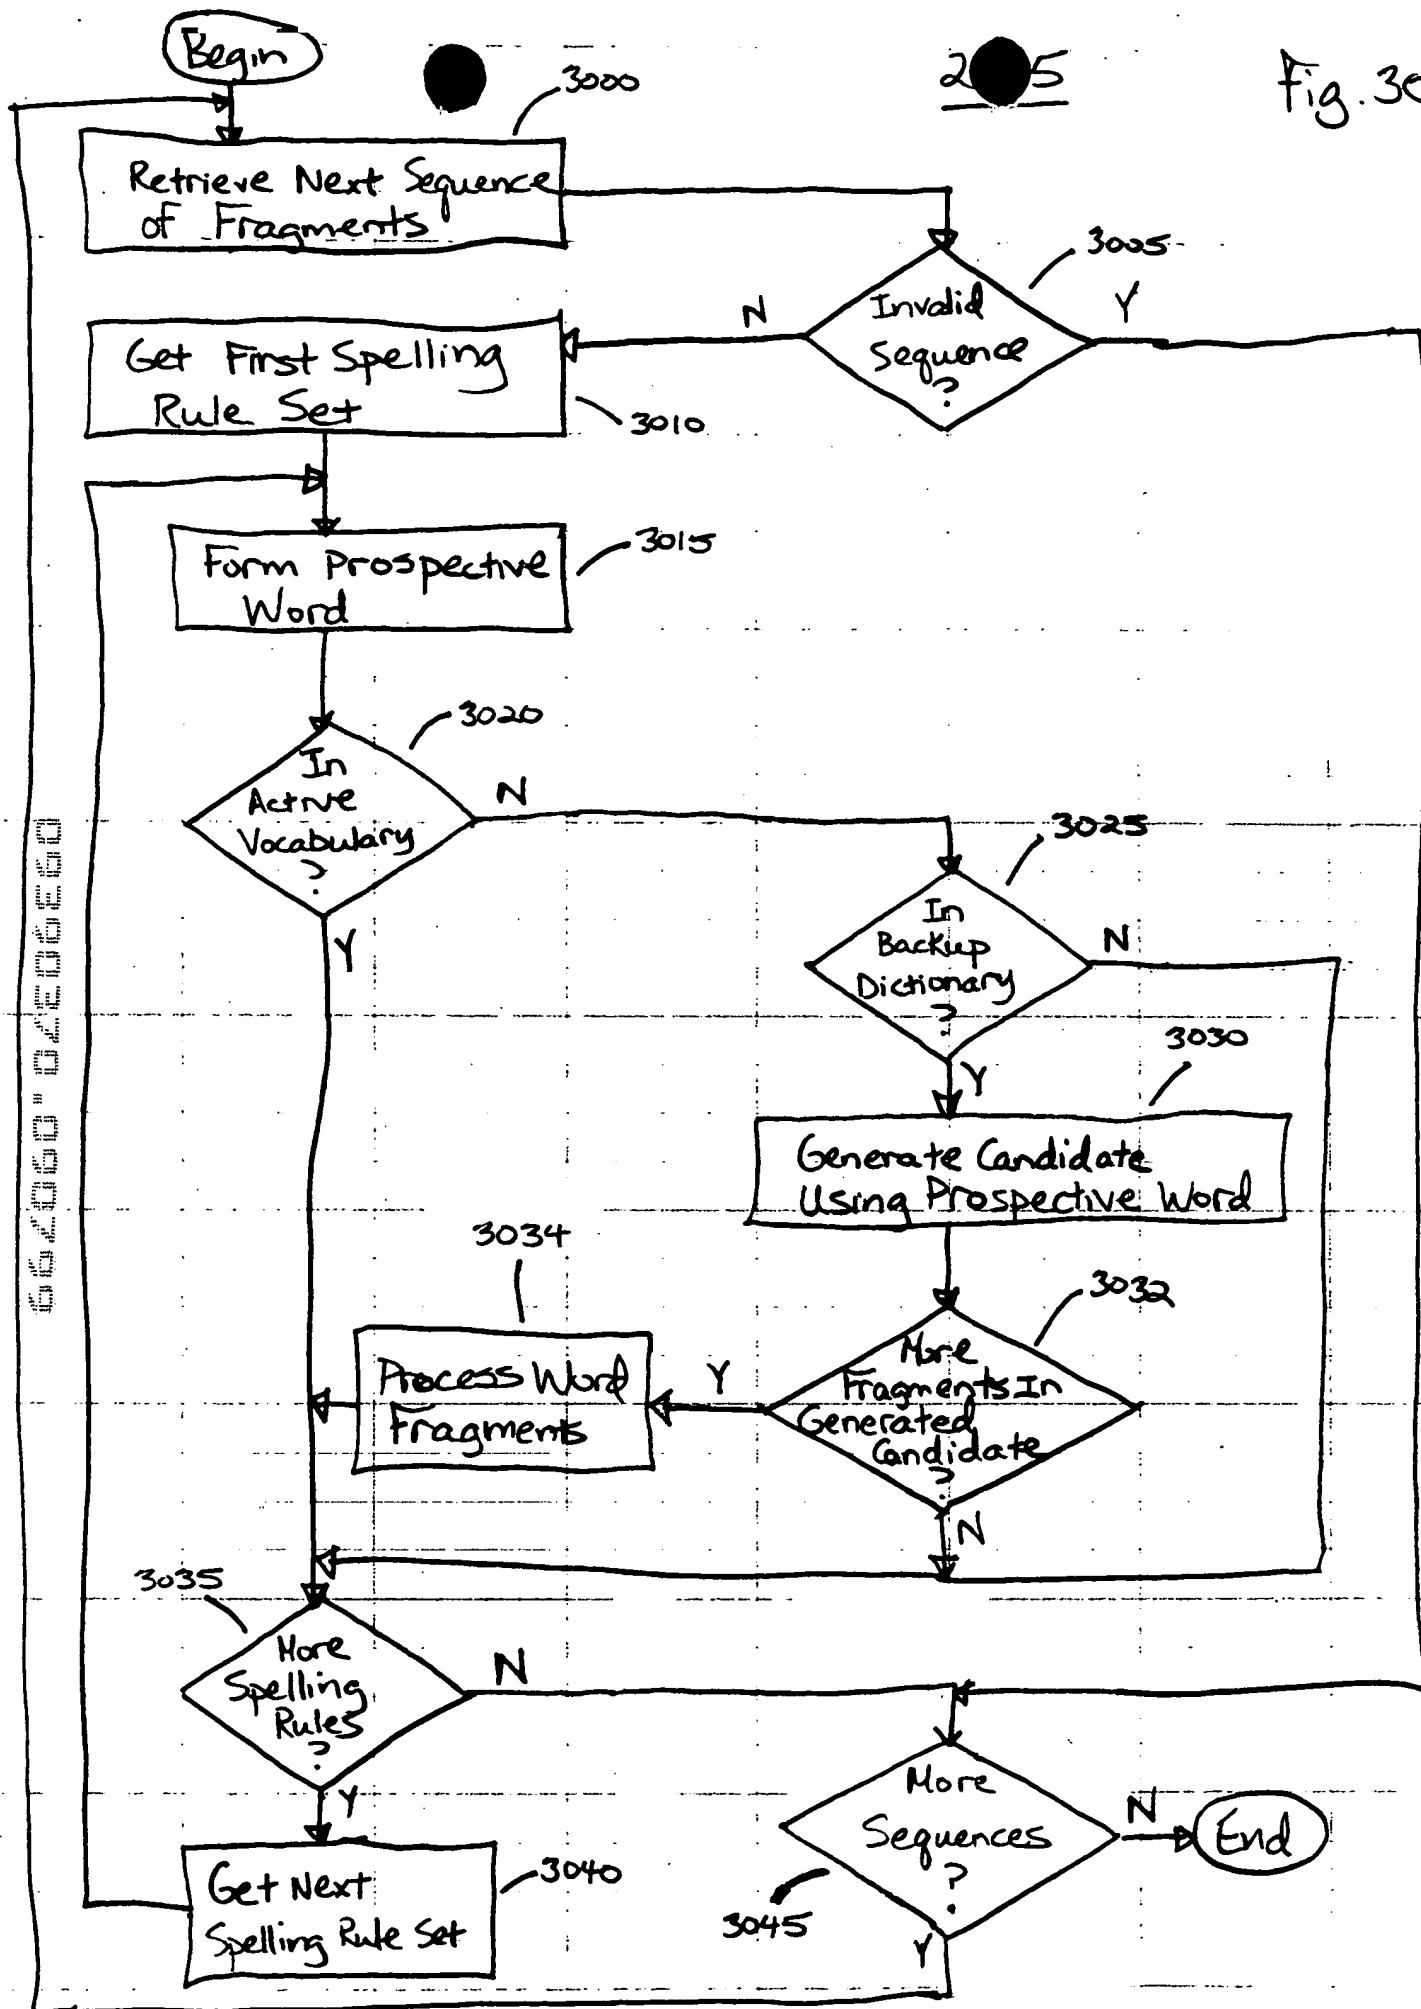 Begin
3000
Fig. 30
Retrieve Next Sequence
of Fragments
3005
Invalid
Sequence
?
N
Y
Get First Spelling
Rule Set
3010
Form Prospective
Word
3015
3020
In
Active
Vocabulary
?
N
Y
3025
In
Backup
Dictionary
?
N
Y
3030
Generate Candidate
Using Prospective Word
3034
3032
Process Word
Fragments
Y
More
Fragments In
Generated
Candidate
?
N
3035
More
Spelling
Rules
?
N
Y
More
Sequences
?
N
End
Y
3045
Get Next
Spelling Rule Set
3040